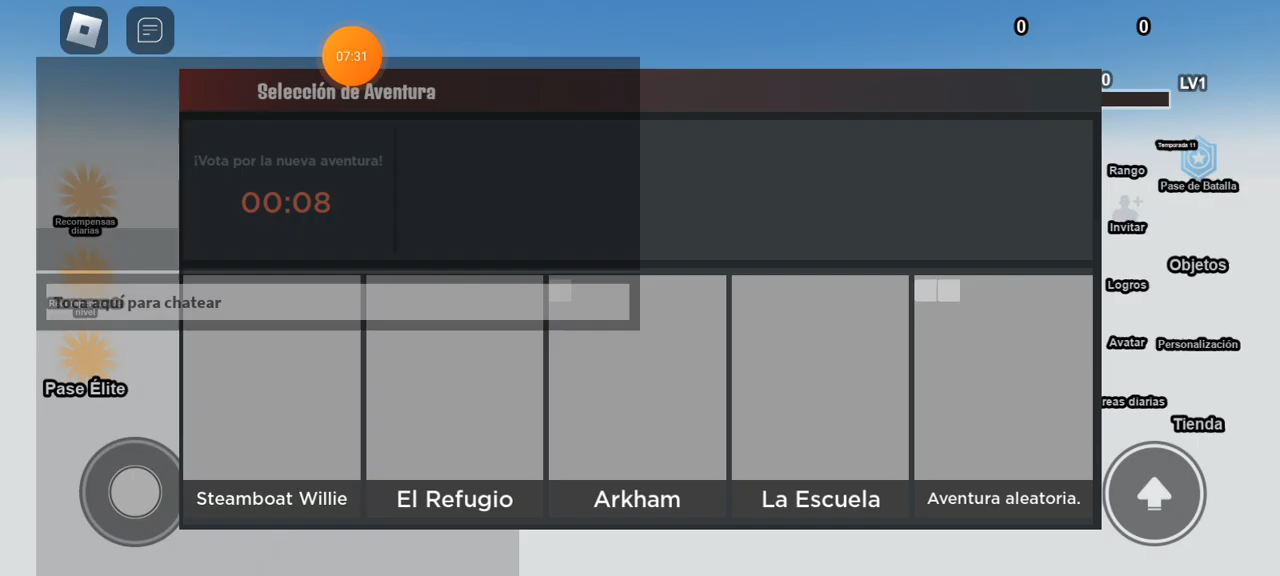 0
0
07:31
Selección de Aventura
0
LV1
¡Vota por la nueva aventura!
00:08
Temporada 11
Rango
Pase de Batalla
Recompensas
diarias
Invitar
Objetos
Logros
Toca aquí para chatear
nivel
Avatar
Personalización
Pase Élite
reas diarias
Tienda
Steamboat Willie
El Refugio
Arkham
La Escuela
Aventura aleatoria.